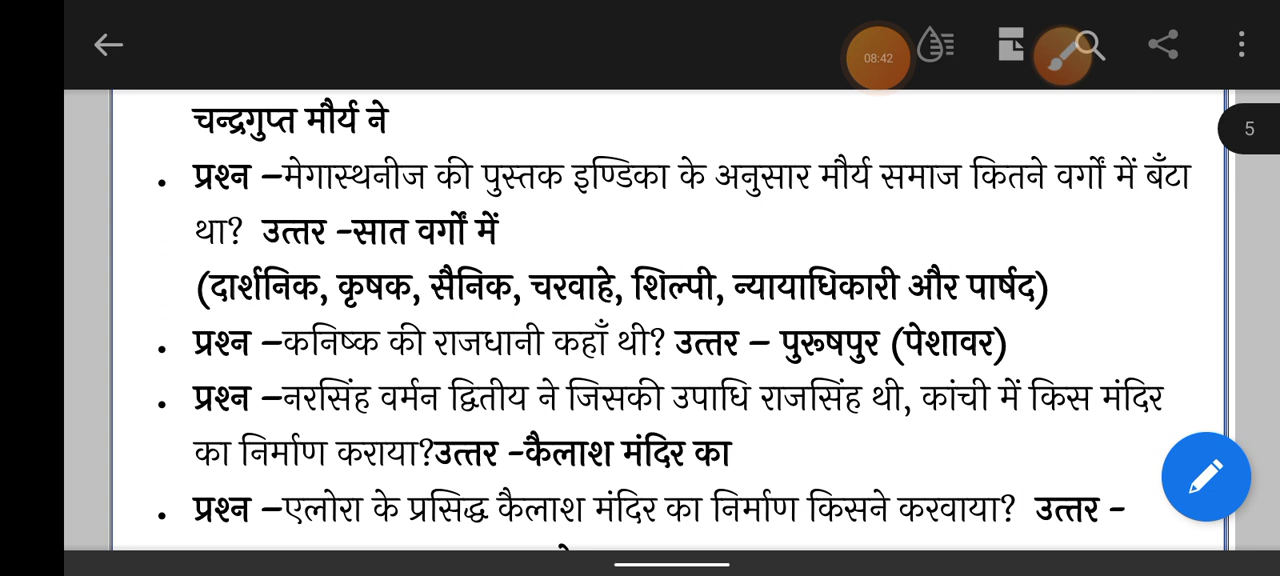 08:42
5
चन्द्रगुप्त मौर्य ने
• प्रश्न –मेगास्थनीज की पुस्तक इण्डिका के अनुसार मौर्य समाज कितने वर्गों में बँटा
था? उत्तर -सात वर्गों में
(दार्शनिक, कृषक, सैनिक, चरवाहे, शिल्पी, न्यायाधिकारी और पार्षद)
• प्रश्न –कनिष्क की राजधानी कहाँ थी? उत्तर – पुरूषपुर (पेशावर)
• प्रश्न –नरसिंह वर्मन द्वितीय ने जिसकी उपाधि राजसिंह थी, कांची में किस मंदिर
का निर्माण कराया?उत्तर -कैलाश मंदिर का
• प्रश्न –एलोरा के प्रसिद्ध कैलाश मंदिर का निर्माण किसने करवाया? उत्तर -